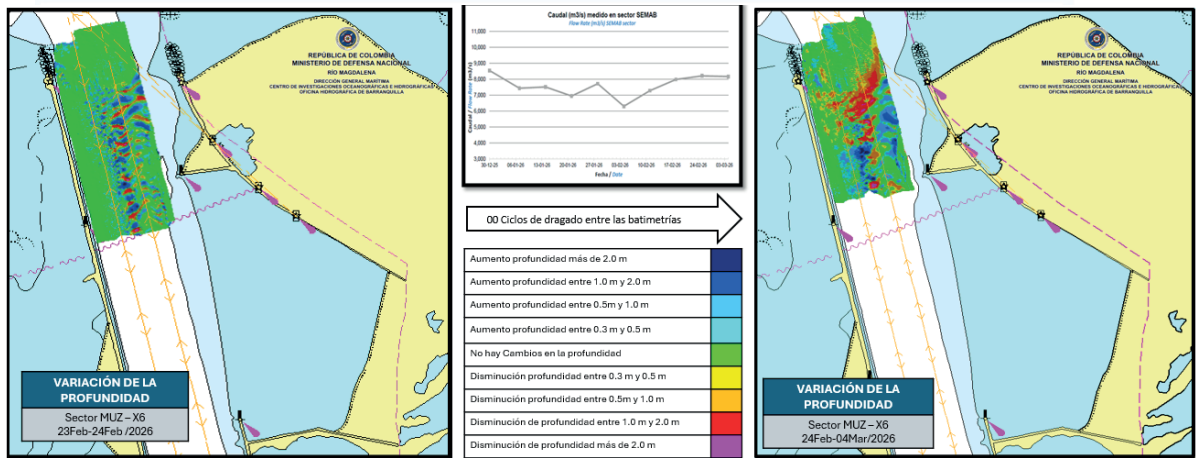 REPÚBLICA DE COLOMBIA
MINISTERIO DE DEFENSA NACIONAL
RÍO MAGDALENA
DIRECCIÓN GENERAL MARÍTIMA
CENTRO DE INVESTIGACIONES OCEANOGRÁFICAS E HIDROGRÁFICAS
OFICINA HIDROGRÁFICA DE BARRANQUILLA
VARIACIÓN DE LA
PROFUNDIDAD
Sector MUZ – X6
23Feb-24Feb /2026
Caudal (m3/s) medido en sector SEMAB
Flow Rate (m3/s) SEMAB sector
Caudal / Flow Rate (m3/s)
11,000
10,000
9,000
8,000
7,000
6,000
5,000
4,000
3,000
30-12-25 06-01-26 13-01-26 20-01-26 27-01-26 03-02-26 10-02-26 17-02-26 24-02-26 03-03-26
Fecha / Date
00 Ciclos de dragado entre las batimetrías
Aumento profundidad más de 2.0 m
Aumento profundidad entre 1.0 m y 2.0 m
Aumento profundidad entre 0.5m y 1.0 m
Aumento profundidad entre 0.3 m y 0.5 m
No hay Cambios en la profundidad
Disminución profundidad entre 0.3 m y 0.5 m
Disminución profundidad entre 0.5m y 1.0 m
Disminución de profundidad entre 1.0 m y 2.0 m
Disminución de profundidad más de 2.0 m
REPÚBLICA DE COLOMBIA
MINISTERIO DE DEFENSA NACIONAL
RÍO MAGDALENA
DIRECCIÓN GENERAL MARÍTIMA
CENTRO DE INVESTIGACIONES OCEANOGRÁFICAS E HIDROGRÁFICAS
OFICINA HIDROGRÁFICA DE BARRANQUILLA
VARIACIÓN DE LA
PROFUNDIDAD
Sector MUZ – X6
24Feb-04Mar/2026